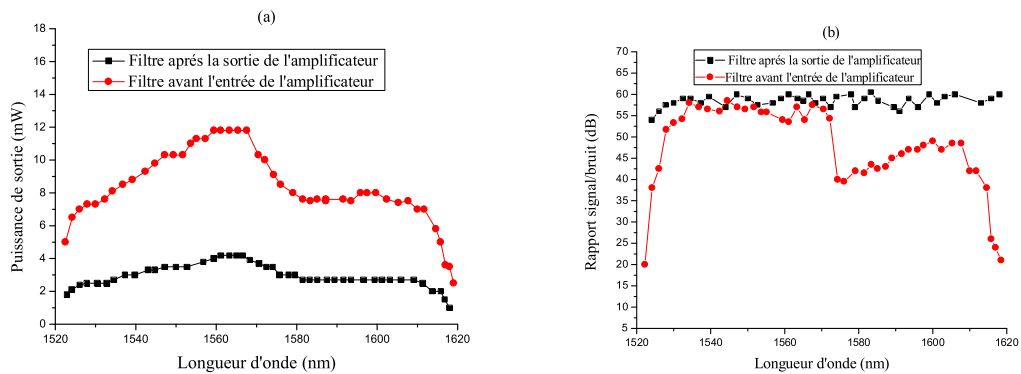 (a)
18
16
14
12
10
8
6
4
2
0
Puissance de sortie (mW)
Filtre aprés la sortie de l'amplificateur
Filtre avant l'entrée de l'amplificateur
1520 1540 1560 1580 1600 1620
Longueur d'onde (nm)
(b)
70
65
60
55
50
45
40
35
30
25
20
15
10
5
Rapport signal/bruit (dB)
Filtre aprés la sortie de l'amplificateur
Filtre avant l'entrée de l'amplificateur
1520 1540 1560 1580 1600 1620
Longueur d'onde (nm)